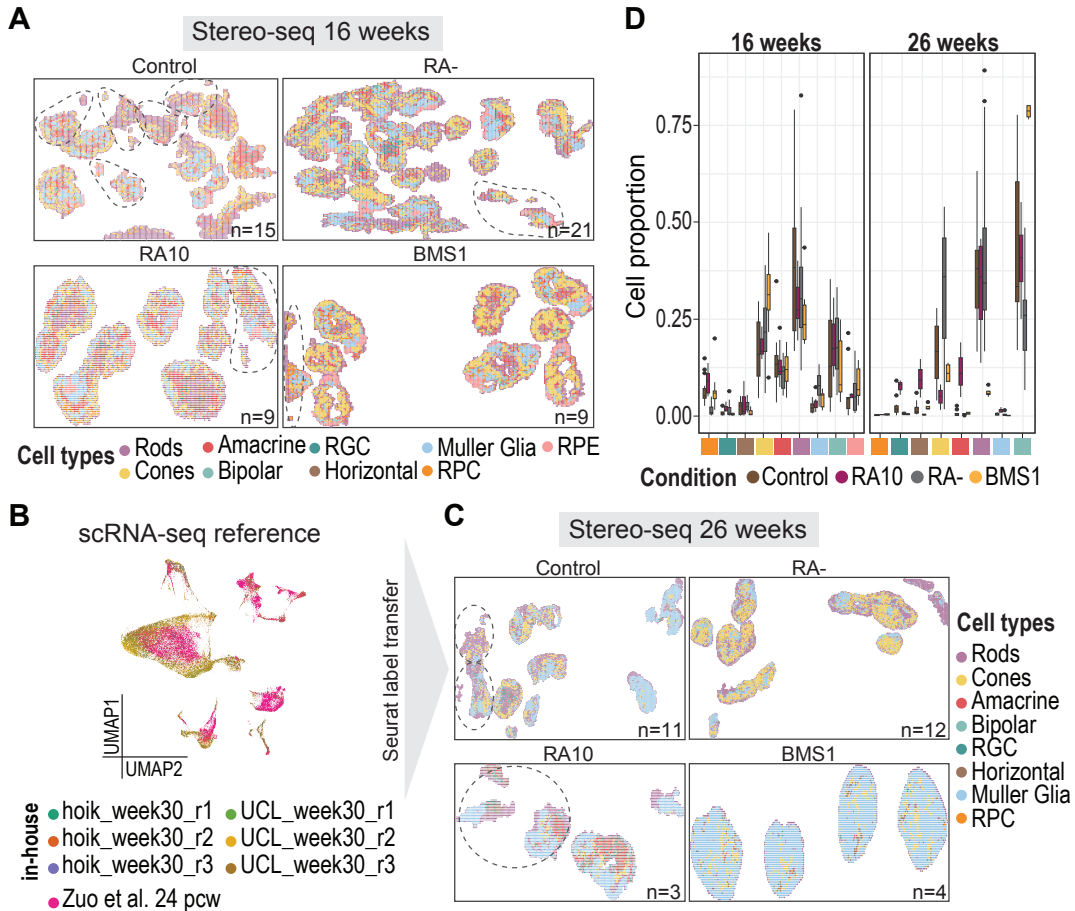 A
Stereo-seq 16 weeks
Control
RA-
n=15
n=21
RA10
BMS1
n=9
n=9
Cell types Rods Amacrine RGC Muller Glia RPE
Cones Bipolar Horizontal RPC
B
scRNA-seq reference
UMAP1
UMAP2
in-house
hoik_week30_r1 UCL_week30_r1
hoik_week30_r2 UCL_week30_r2
hoik_week30_r3 UCL_week30_r3
Zuo et al. 24 pcw
Seurat label transfer
C
Stereo-seq 26 weeks
Control
RA-
n=11
n=12
RA10
BMS1
n=3
n=4
Cell types
Rods
Cones
Amacrine
Bipolar
RGC
Horizontal
Muller Glia
RPC
D
16 weeks 26 weeks
Cell proportion
0.75
0.50
0.25
0.00
Condition Control RA10 RA- BMS1